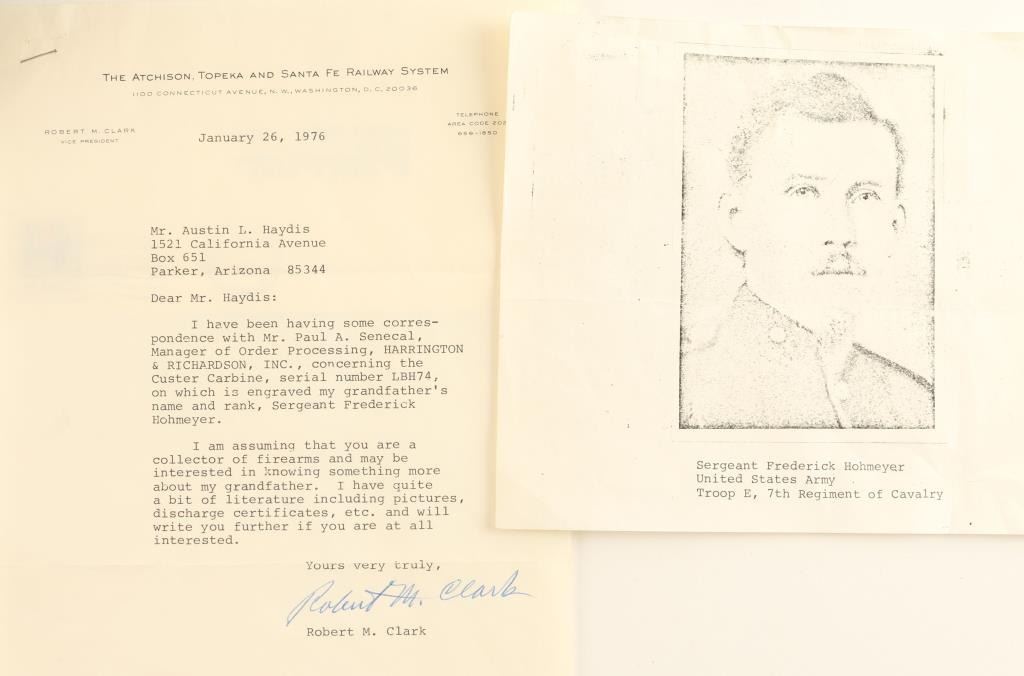 THE ATCHISON, TOPEKA AND SANTA FE RAILWAY SYSTEM
1100 CONNECTICUT AVENUE, N. W., WASHINGTON, D. C. 20036
ROBERT M. CLARK
VICE PRESIDENT
TELEPHONE
AREA CODE 202
January 26, 1976
Mr. Austin L. Haydis
1521 California Avenue
Box 651
Parker, Arizona 85344
Dear Mr. Haydis:
I have been having some corres-
pondence with Mr. Paul A. Senecal,
Manager of Order Processing, HARRINGTON
& RICHARDSON, INC., concerning the
Custer Carbine, serial number LBH74,
on which is engraved my grandfather's
name and rank, Sergeant Frederick
Hohmeyer.
I am assuming that you are a
collector of firearms and may be
interested in knowing something more
about my grandfather. I have quite
a bit of literature including pictures,
discharge certificates, etc. and will
write you further if you are at all
interested.
Yours very truly,
Robert M. Clark
Robert M. Clark
Sergeant Frederick Hohmeyer
United States Army
Troop E, 7th Regiment of Cavalry